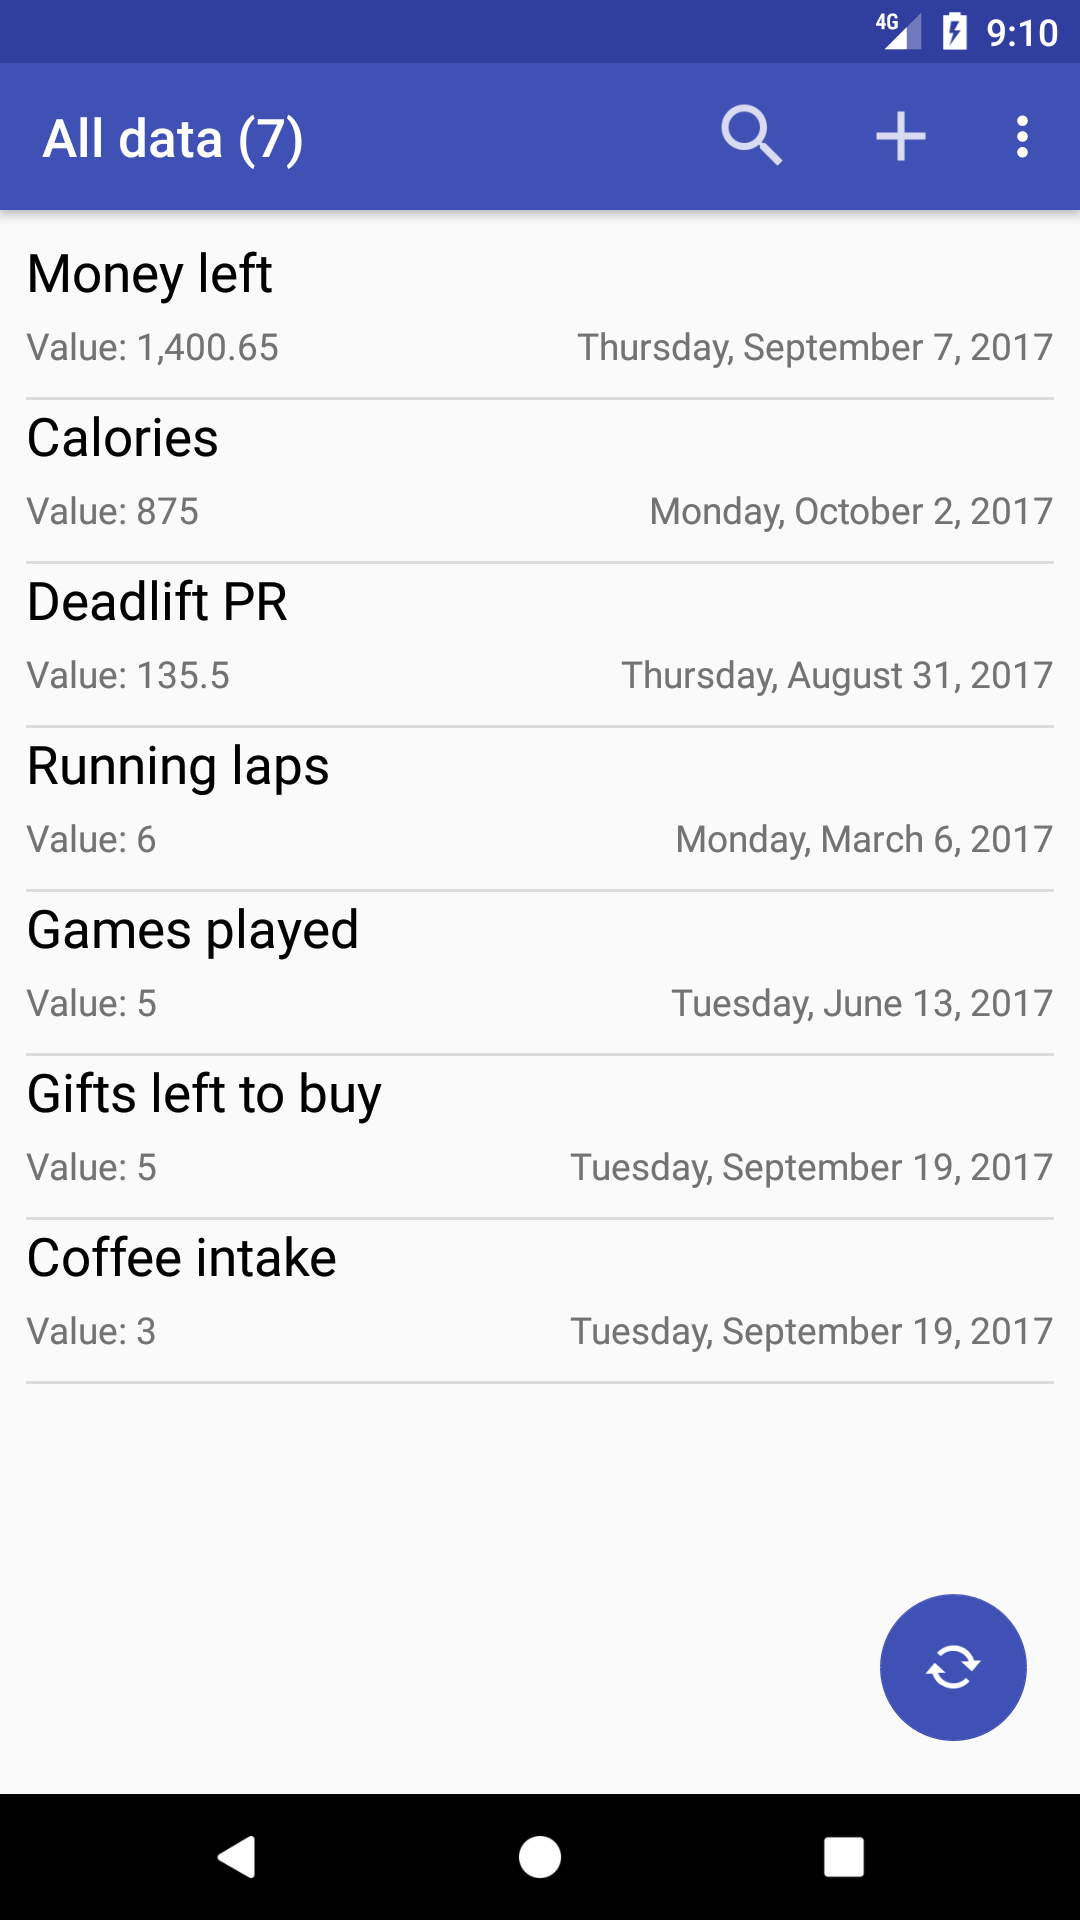 4G 9:10
All data (7)
Money left
Value: 1,400.65 Thursday, September 7, 2017
Calories
Value: 875 Monday, October 2, 2017
Deadlift PR
Value: 135.5 Thursday, August 31, 2017
Running laps
Value: 6 Monday, March 6, 2017
Games played
Value: 5 Tuesday, June 13, 2017
Gifts left to buy
Value: 5 Tuesday, September 19, 2017
Coffee intake
Value: 3 Tuesday, September 19, 2017